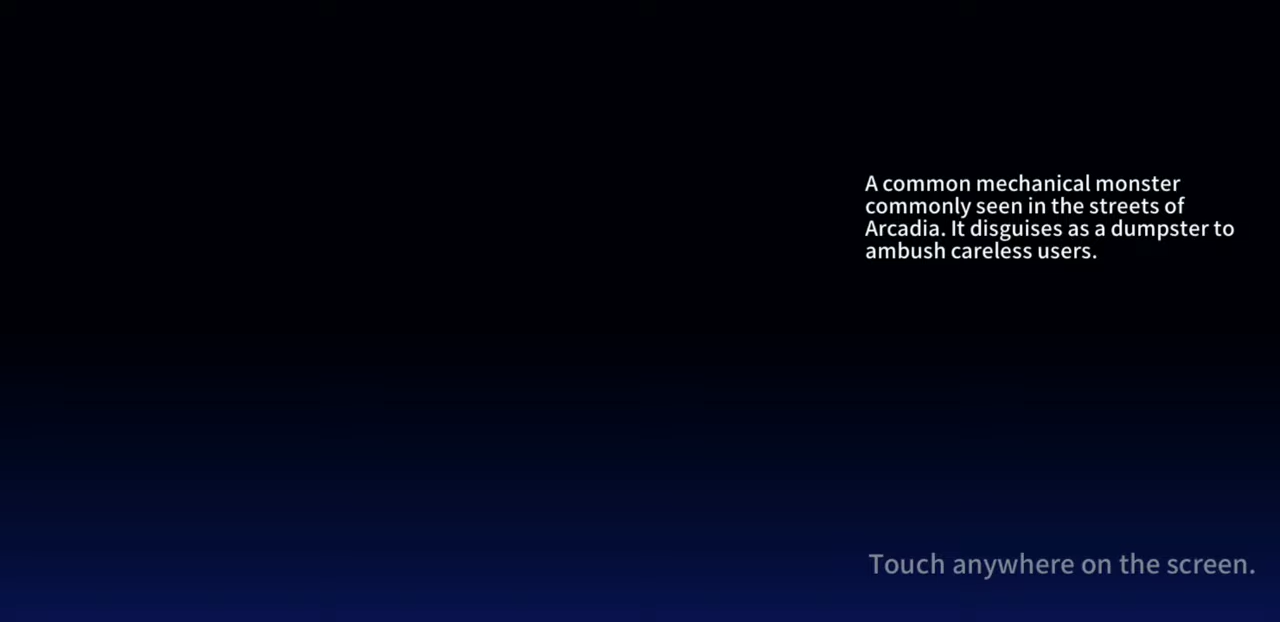 A common mechanical monster
commonly seen in the streets of
Arcadia. It disguises as a dumpster to
ambush careless users.
Touch anywhere on the screen.